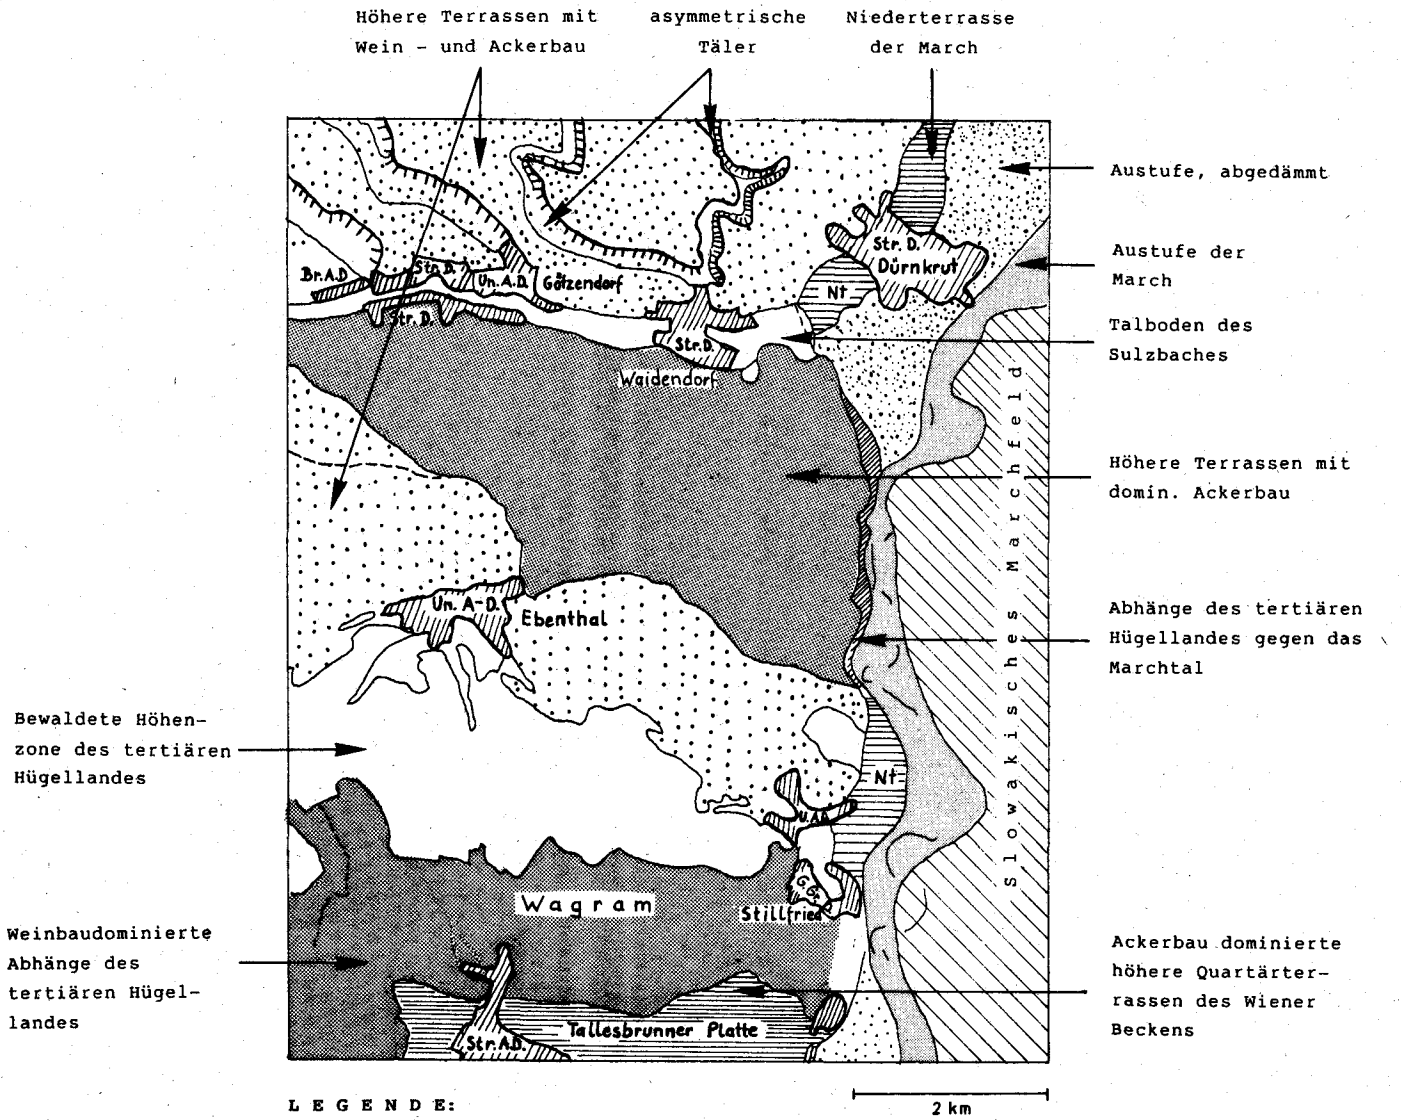 Höhere Terrassen mit
Wein - und Ackerbau
asymmetrische
Täler
Niederterrasse
der March
Austufe, abgedämmt
Austufe der
March
Talboden des
Sulzbaches
Höhere Terrassen mit
domin. Ackerbau
Abhänge des tertiären
Hügellandes gegen das
Marchtal
Ackerbau dominierte
höhere Quartärter-
rassen des Wiener
Beckens
Bewaldete Höhen-
zone des tertiären
Hügellandes
Weinbaudominierte
Abhänge des
tertiären Hügel-
landes
Str. D.
Dürnkrut
Br.A.D
Str.D.
Un.A.D.
Götzendorf
Nt
Str. D.
Str.D.
Waidendorf
Slowakisches Marchfeld
Un. A-D.
Ebenthal
Nt
U.A.D.
G.Gr.
Stillfried
Wagram
Tallesbrunner Platte
Str.A.D.
LEGENDE:
2 km